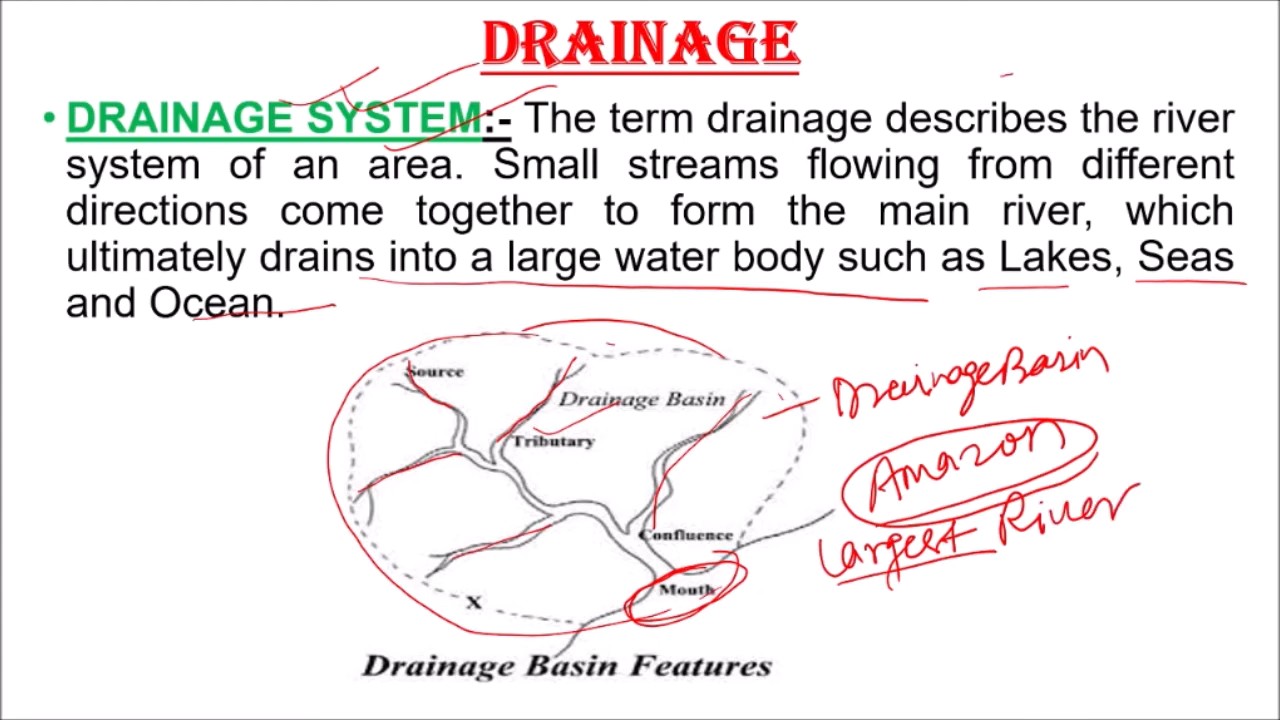 DRAINAGE
• DRAINAGE SYSTEM:- The term drainage describes the river
system of an area. Small streams flowing from different
directions come together to form the main river, which
ultimately drains into a large water body such as Lakes, Seas
and Ocean.
Source
Drainage Basin
Tributary
DrainageBasin
Amazon
Largest River
Confluence
Mouth
X
Drainage Basin Features